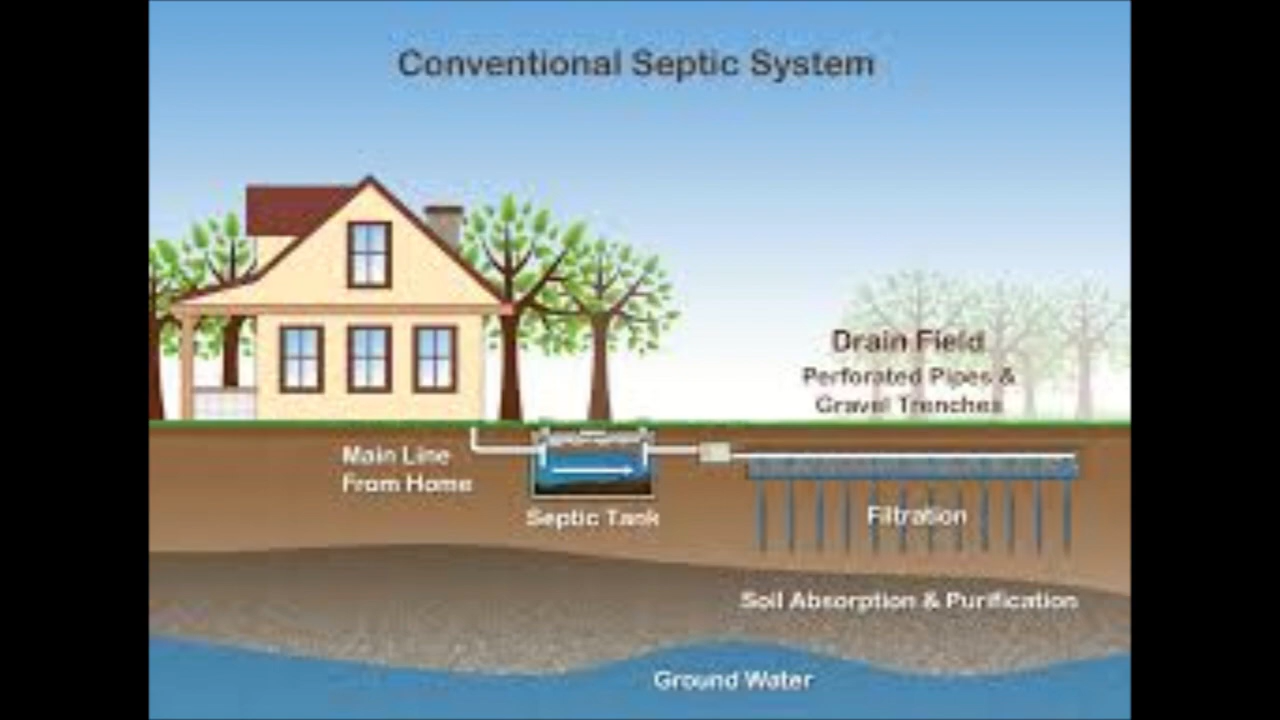 Conventional Septic System
Drain Field
Perforated Pipes &
Gravel Trenches
Main Line
From Home
Septic Tank
Filtration
Soil Absorption & Purification
Ground Water